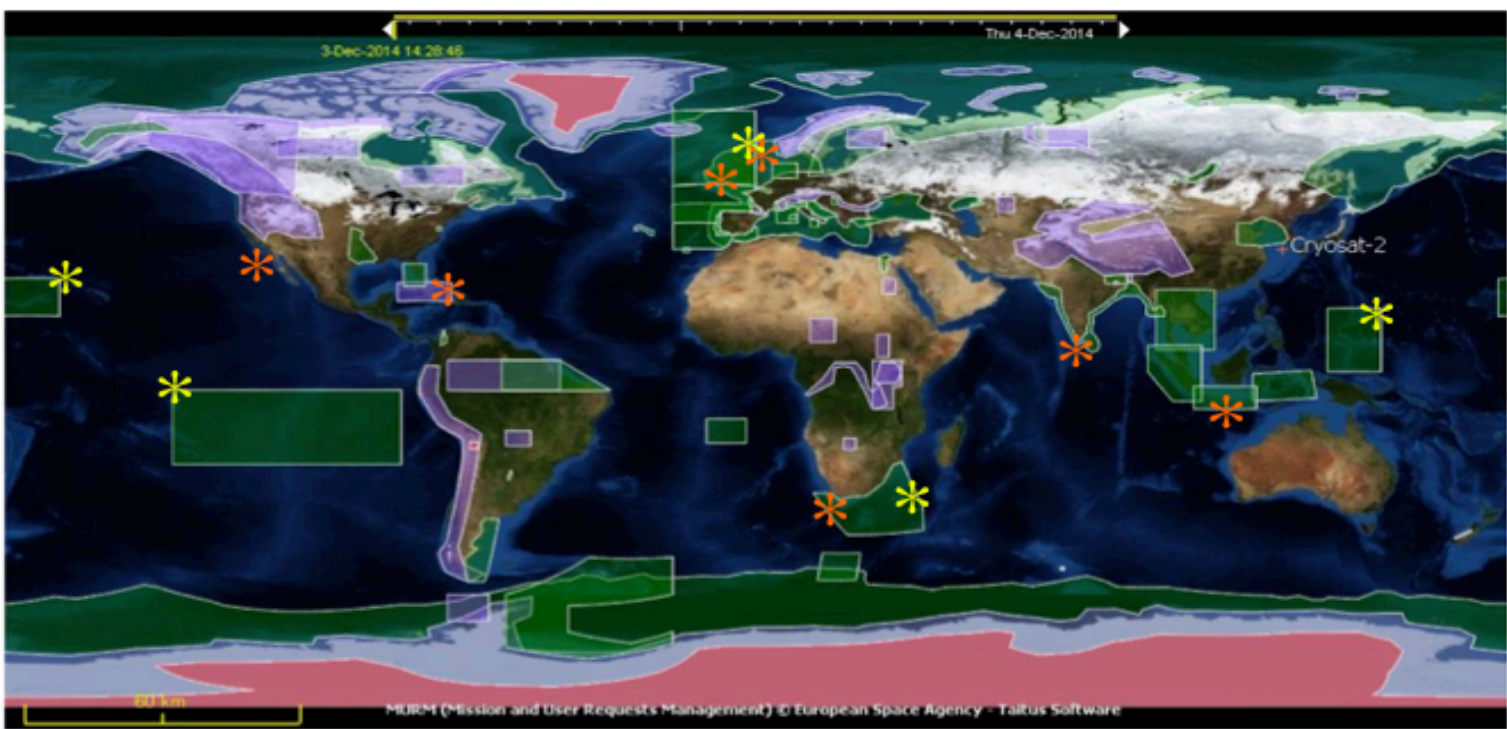 Thu 4-Dec-2014
3-Dec-2014 14:28:46
Cryosat-2
60 km
MURM (Mission and User Requests Management) © European Space Agency - Taitus Software